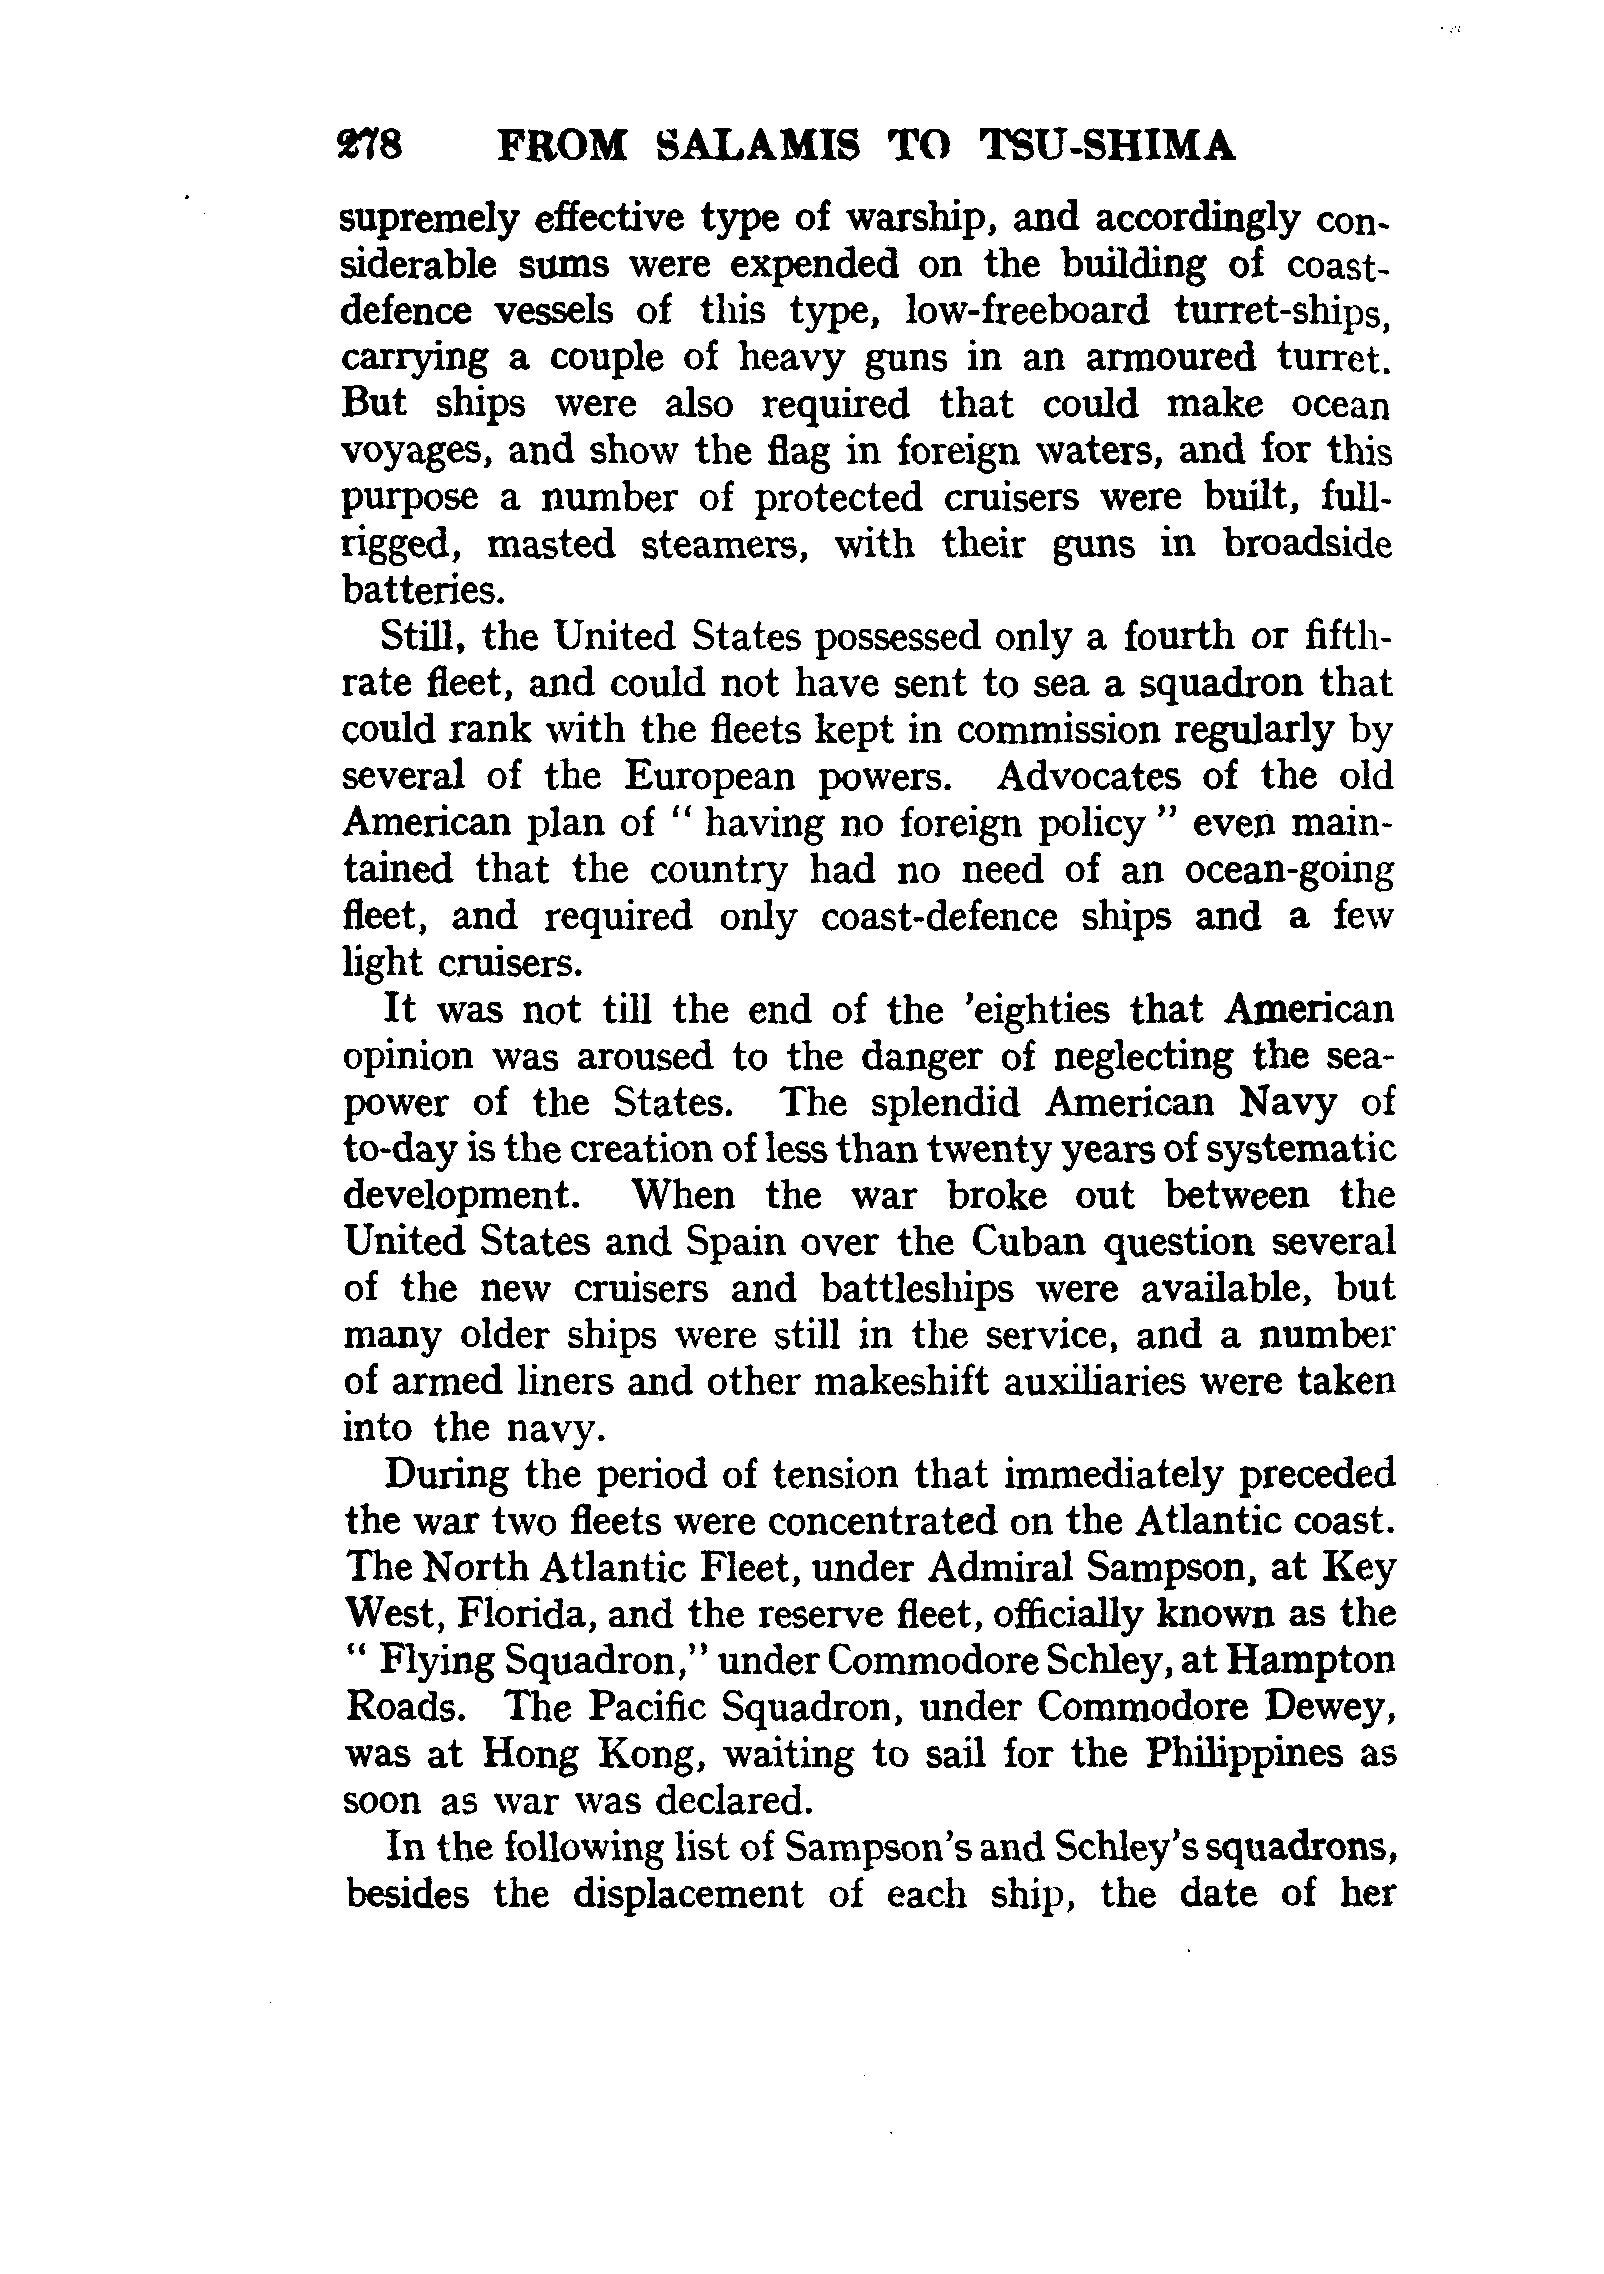 278 FROM SALAMIS TO TSU-SHIMA
supremely effective type of warship, and accordingly con-
siderable sums were expended on the building of coast-
defence vessels of this type, low-freeboard turret-ships,
carrying a couple of heavy guns in an armoured turret.
But ships were also required that could make ocean
voyages, and show the flag in foreign waters, and for this
purpose a number of protected cruisers were built, full-
rigged, masted steamers, with their guns in broadside
batteries.
Still, the United States possessed only a fourth or fifth-
rate fleet, and could not have sent to sea a squadron that
could rank with the fleets kept in commission regularly by
several of the European powers. Advocates of the old
American plan of " having no foreign policy " even main-
tained that the country had no need of an ocean-going
fleet, and required only coast-defence ships and a few
light cruisers.
It was not till the end of the 'eighties that American
opinion was aroused to the danger of neglecting the sea-
power of the States. The splendid American Navy of
to-day is the creation of less than twenty years of systematic
development. When the war broke out between the
United States and Spain over the Cuban question several
of the new cruisers and battleships were available, but
many older ships were still in the service, and a number
of armed liners and other makeshift auxiliaries were taken
into the navy.
During the period of tension that immediately preceded
the war two fleets were concentrated on the Atlantic coast.
The North Atlantic Fleet, under Admiral Sampson, at Key
West, Florida, and the reserve fleet, officially known as the
" Flying Squadron," under Commodore Schley, at Hampton
Roads. The Pacific Squadron, under Commodore Dewey,
was at Hong Kong, waiting to sail for the Philippines as
soon as war was declared.
In the following list of Sampson's and Schley's squadrons,
besides the displacement of each ship, the date of her